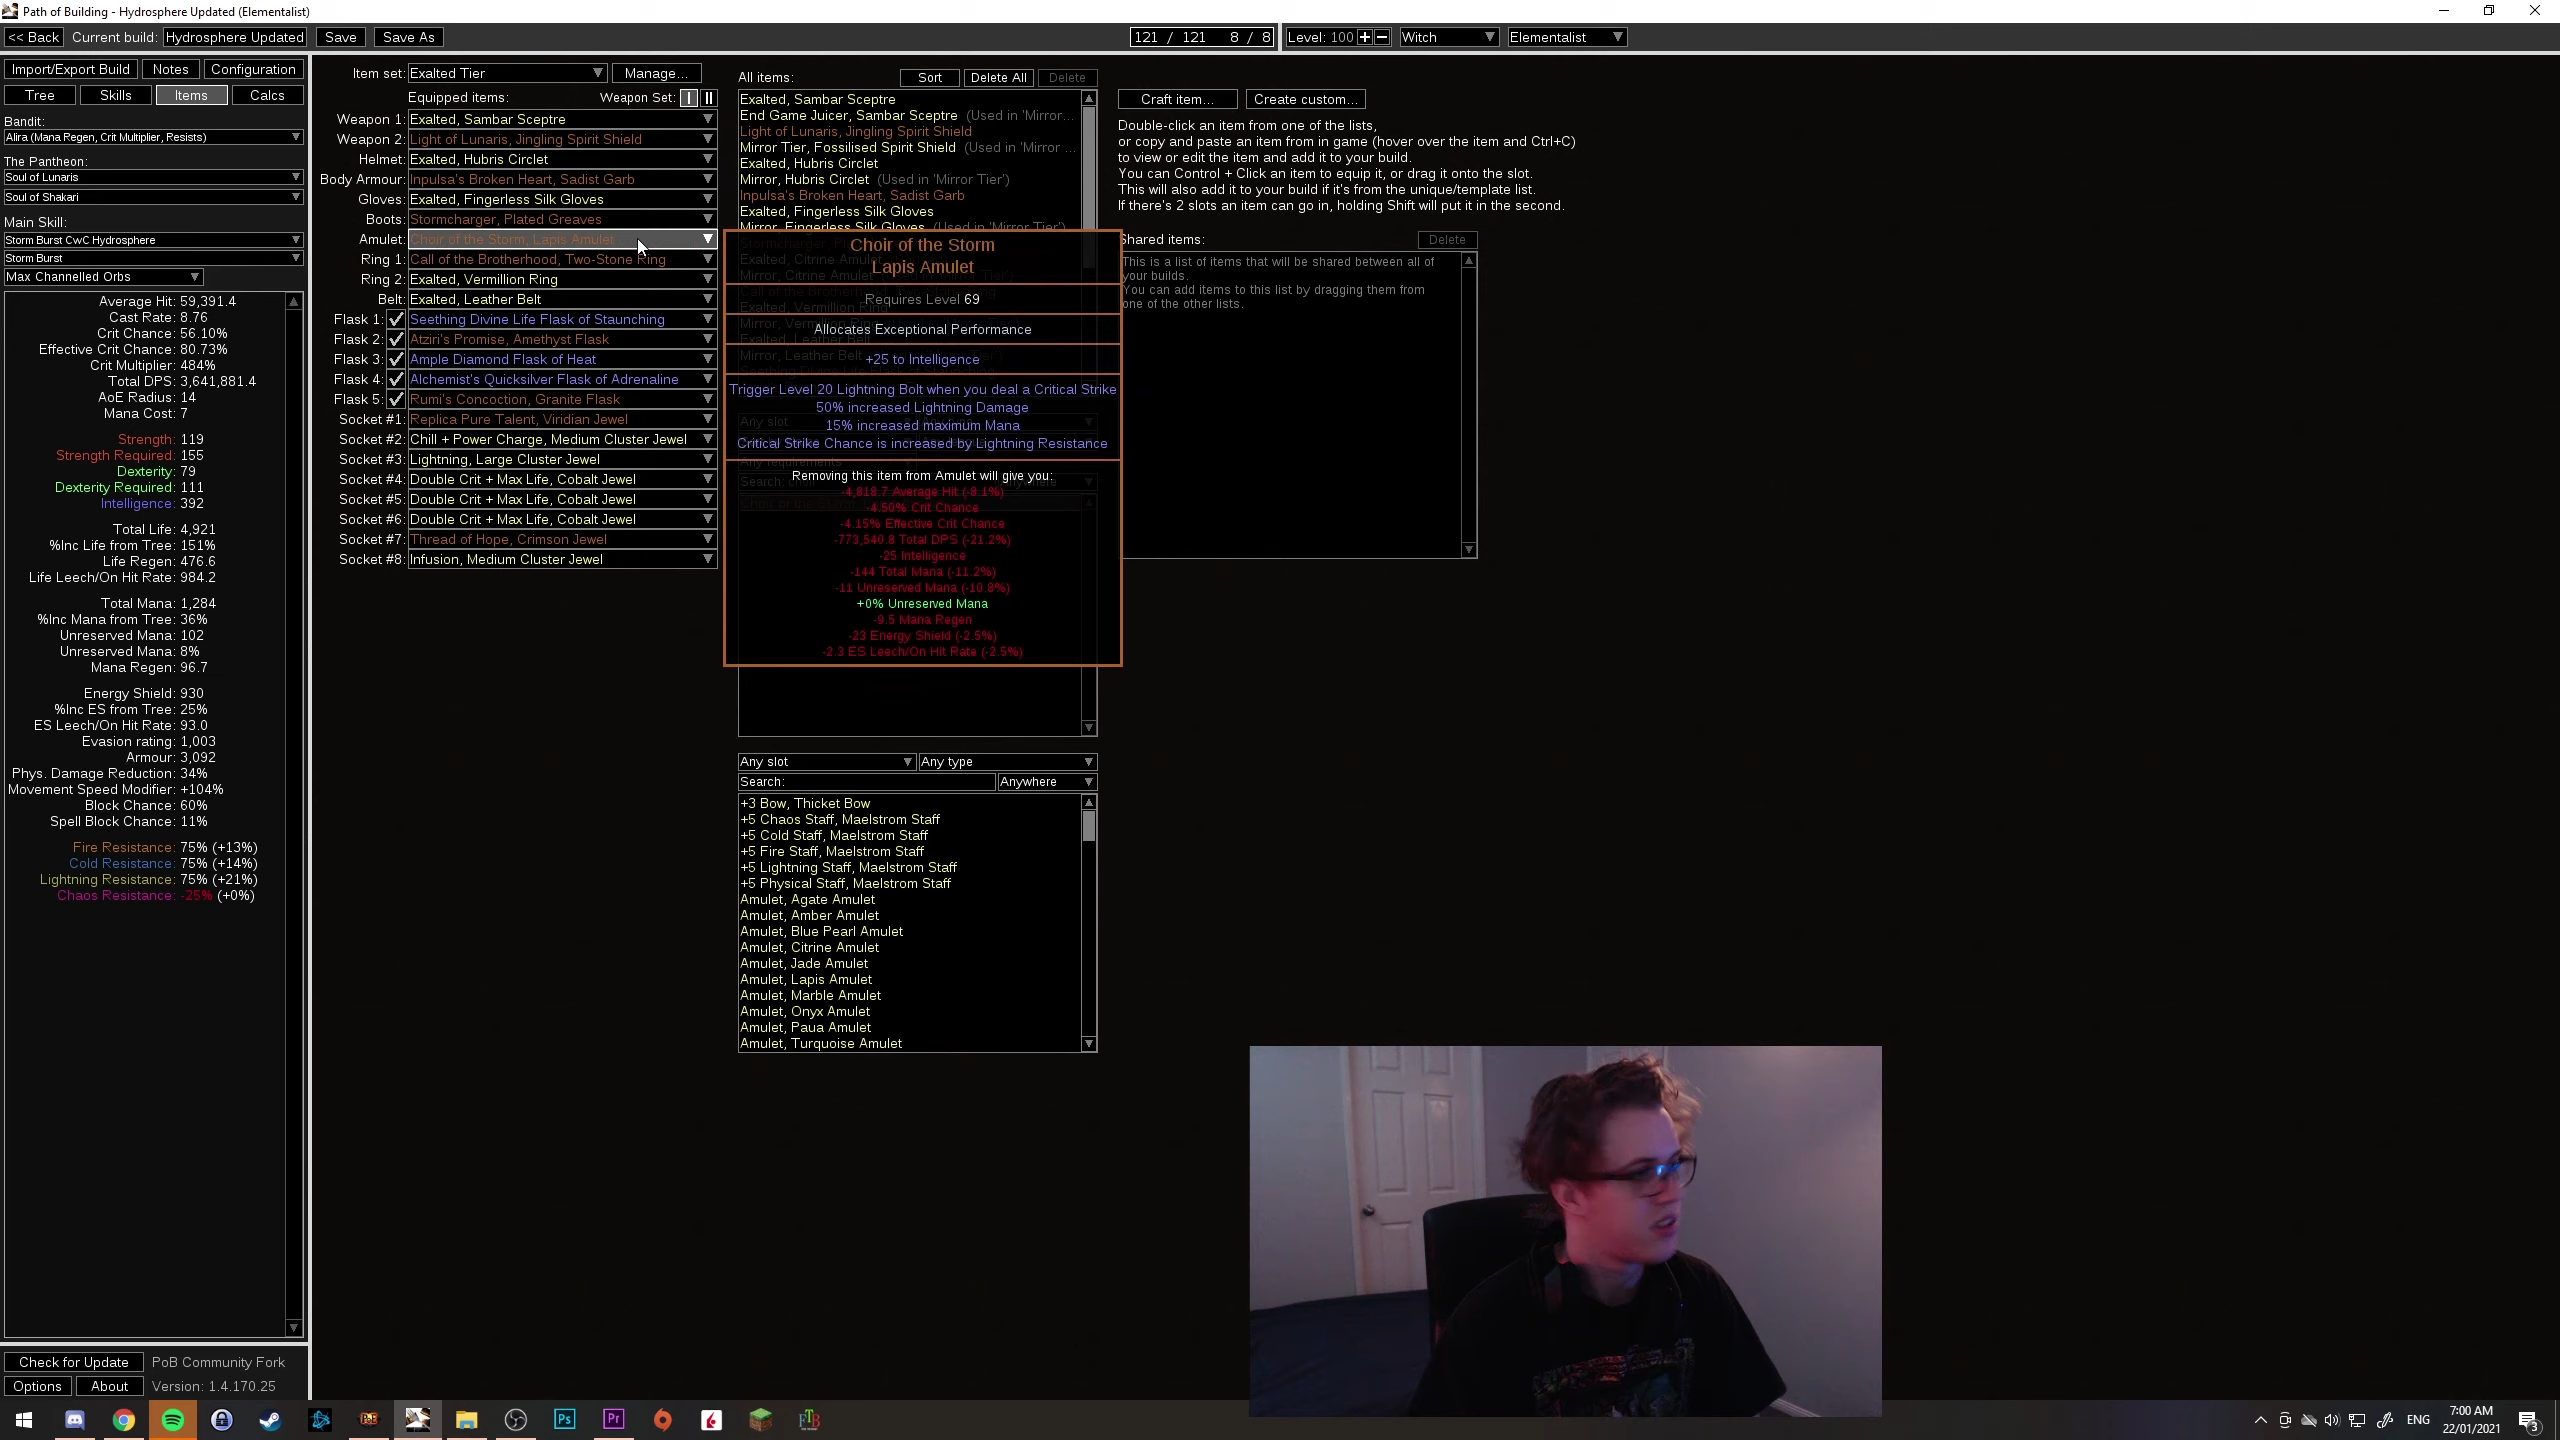 Path of Building - Hydrosphere Updated (Elementalist)
<< Back
Current build:
Hydrosphere Updated
Save
Save As
121 / 121 8 / 8
Level: 100
Witch
Elementalist
Import/Export Build
Notes
Configuration
Tree
Skills
Items
Calcs
Bandit:
Alira (Mana Regen, Crit Multiplier, Resists)
The Pantheon:
Soul of Lunaris
Soul of Shakari
Main Skill:
Storm Burst CwC Hydrosphere
Storm Burst
Max Channelled Orbs
Average Hit: 59,391.4
Cast Rate: 8.76
Crit Chance: 56.10%
Effective Crit Chance: 80.73%
Crit Multiplier: 484%
Total DPS: 3,641,881.4
AoE Radius: 14
Mana Cost: 7
Strength: 119
Strength Required: 155
Dexterity: 79
Dexterity Required: 111
Intelligence: 392
Total Life: 4,921
%Inc Life from Tree: 151%
Life Regen: 476.6
Life Leech/On Hit Rate: 984.2
Total Mana: 1,284
%Inc Mana from Tree: 36%
Unreserved Mana: 102
Unreserved Mana: 8%
Mana Regen: 96.7
Energy Shield: 930
%Inc ES from Tree: 25%
ES Leech/On Hit Rate: 93.0
Evasion rating: 1,003
Armour: 3,092
Phys. Damage Reduction: 34%
Movement Speed Modifier: +104%
Block Chance: 60%
Spell Block Chance: 11%
Fire Resistance: 75% (+13%)
Cold Resistance: 75% (+14%)
Lightning Resistance: 75% (+21%)
Chaos Resistance: -25% (+0%)
Check for Update
PoB Community Fork
Options
About
Version: 1.4.170.25
Item set: Exalted Tier
Manage...
Equipped items:
Weapon Set: I II
Weapon 1: Exalted, Sambar Sceptre
Weapon 2: Light of Lunaris, Jingling Spirit Shield
Helmet: Exalted, Hubris Circlet
Body Armour: Inpulsa's Broken Heart, Sadist Garb
Gloves: Exalted, Fingerless Silk Gloves
Boots: Stormcharger, Plated Greaves
Amulet: Choir of the Storm, Lapis Amulet
Ring 1: Call of the Brotherhood, Two-Stone Ring
Ring 2: Exalted, Vermillion Ring
Belt: Exalted, Leather Belt
Flask 1: Seething Divine Life Flask of Staunching
Flask 2: Atziri's Promise, Amethyst Flask
Flask 3: Ample Diamond Flask of Heat
Flask 4: Alchemist's Quicksilver Flask of Adrenaline
Flask 5: Rumi's Concoction, Granite Flask
Socket #1: Replica Pure Talent, Viridian Jewel
Socket #2: Chill + Power Charge, Medium Cluster Jewel
Socket #3: Lightning, Large Cluster Jewel
Socket #4: Double Crit + Max Life, Cobalt Jewel
Socket #5: Double Crit + Max Life, Cobalt Jewel
Socket #6: Double Crit + Max Life, Cobalt Jewel
Socket #7: Thread of Hope, Crimson Jewel
Socket #8: Infusion, Medium Cluster Jewel
All items:
Sort
Delete All
Delete
Exalted, Sambar Sceptre
End Game Juicer, Sambar Sceptre (Used in 'Mirror...
Light of Lunaris, Jingling Spirit Shield
Mirror Tier, Fossilised Spirit Shield (Used in 'Mirror ...
Exalted, Hubris Circlet
Mirror, Hubris Circlet (Used in 'Mirror Tier')
Inpulsa's Broken Heart, Sadist Garb
Exalted, Fingerless Silk Gloves
Mirror, Fingerless Silk Gloves (Used in 'Mirror Tier')
Choir of the Storm
Lapis Amulet
Requires Level 69
Allocates Exceptional Performance
+25 to Intelligence
Trigger Level 20 Lightning Bolt when you deal a Critical Strike
50% increased Lightning Damage
15% increased maximum Mana
Critical Strike Chance is increased by Lightning Resistance
Removing this item from Amulet will give you:
-4,818.7 Average Hit (-8.1%)
-4.50% Crit Chance
-4.15% Effective Crit Chance
-773,540.8 Total DPS (-21.2%)
-25 Intelligence
-144 Total Mana (-11.2%)
-11 Unreserved Mana (-10.8%)
+0% Unreserved Mana
-9.5 Mana Regen
-23 Energy Shield (-2.5%)
-2.3 ES Leech/On Hit Rate (-2.5%)
Any slot
Any type
Search:
Anywhere
+3 Bow, Thicket Bow
+5 Chaos Staff, Maelstrom Staff
+5 Cold Staff, Maelstrom Staff
+5 Fire Staff, Maelstrom Staff
+5 Lightning Staff, Maelstrom Staff
+5 Physical Staff, Maelstrom Staff
Amulet, Agate Amulet
Amulet, Amber Amulet
Amulet, Blue Pearl Amulet
Amulet, Citrine Amulet
Amulet, Jade Amulet
Amulet, Lapis Amulet
Amulet, Marble Amulet
Amulet, Onyx Amulet
Amulet, Paua Amulet
Amulet, Turquoise Amulet
Craft item...
Create custom...
Double-click an item from one of the lists,
or copy and paste an item from in game (hover over the item and Ctrl+C)
to view or edit the item and add it to your build.
You can Control + Click an item to equip it, or drag it onto the slot.
This will also add it to your build if it's from the unique/template list.
If there's 2 slots an item can go in, holding Shift will put it in the second.
Shared items:
Delete
This is a list of items that will be shared between all of
your builds.
You can add items to this list by dragging them from
one of the other lists.
Ps
Pr
FTB
ENG
7:00 AM
22/01/2021
3